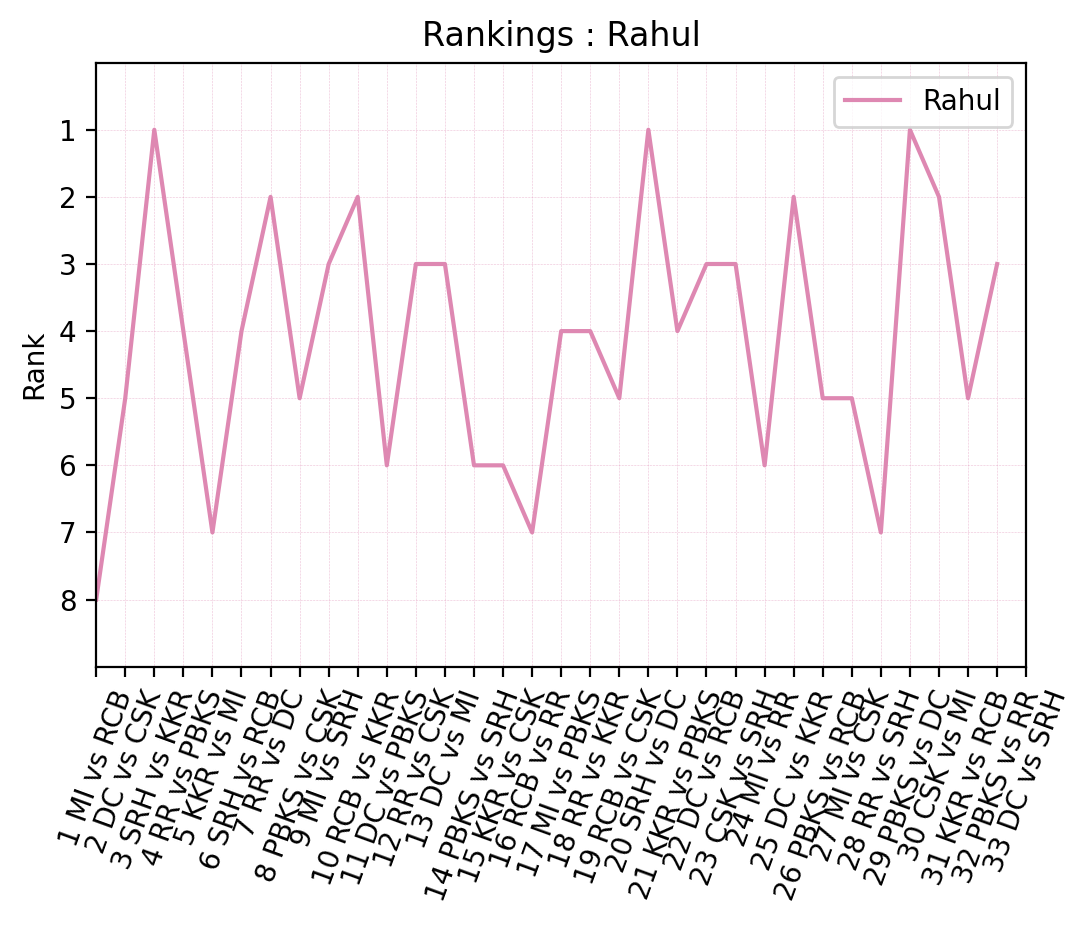 Rankings : Rahul
Rahul
Rank
1
2
3
4
5
6
7
8
1 MI vs RCB
2 DC vs CSK
3 SRH vs KKR
4 RR vs PBKS
5 KKR vs MI
6 SRH vs RCB
7 RR vs DC
8 PBKS vs CSK
9 MI vs SRH
10 RCB vs KKR
11 DC vs PBKS
12 RR vs CSK
13 DC vs MI
14 PBKS vs SRH
15 KKR vs CSK
16 RCB vs RR
17 MI vs PBKS
18 RR vs KKR
19 RCB vs CSK
20 SRH vs DC
21 KKR vs PBKS
22 DC vs RCB
23 CSK vs SRH
24 MI vs RR
25 DC vs KKR
26 PBKS vs RCB
27 MI vs CSK
28 RR vs SRH
29 PBKS vs DC
30 CSK vs MI
31 KKR vs RCB
32 PBKS vs RR
33 DC vs SRH